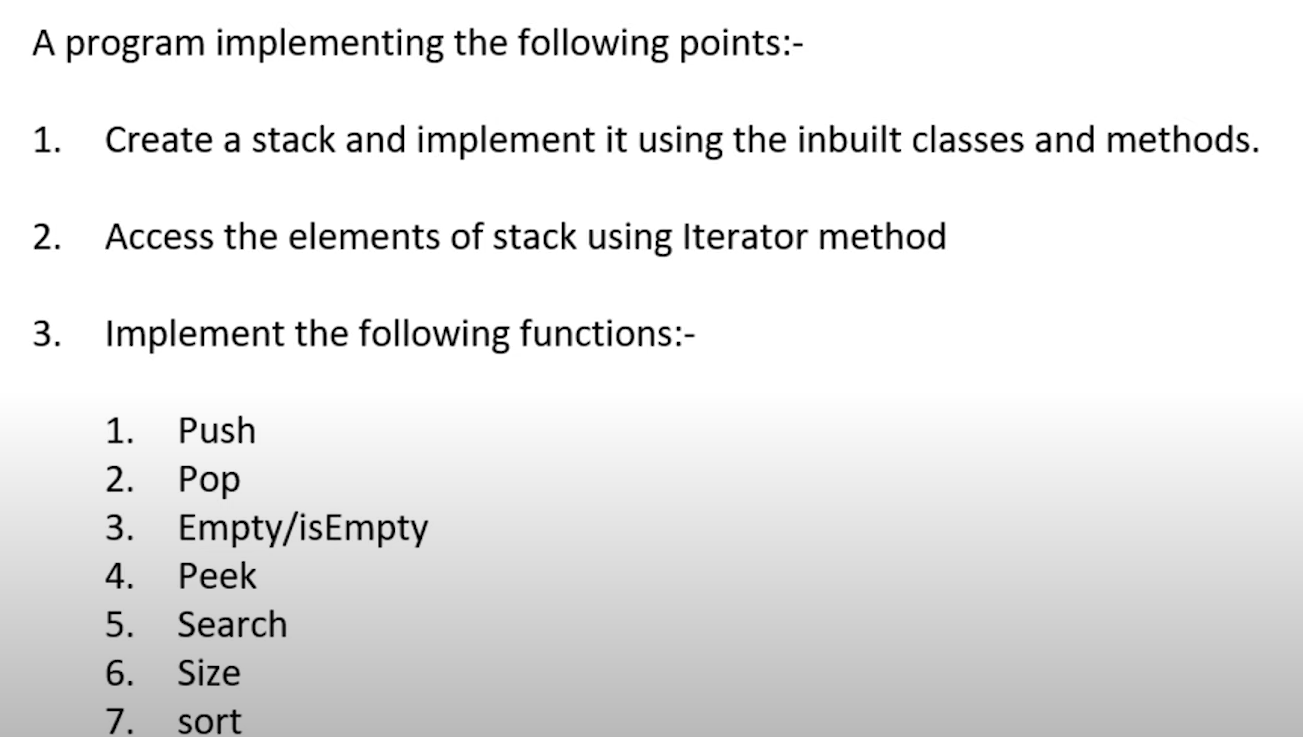 A program implementing the following points:-
1. Create a stack and implement it using the inbuilt classes and methods.
2. Access the elements of stack using Iterator method
3. Implement the following functions:-
1. Push
2. Pop
3. Empty/isEmpty
4. Peek
5. Search
6. Size
7. sort